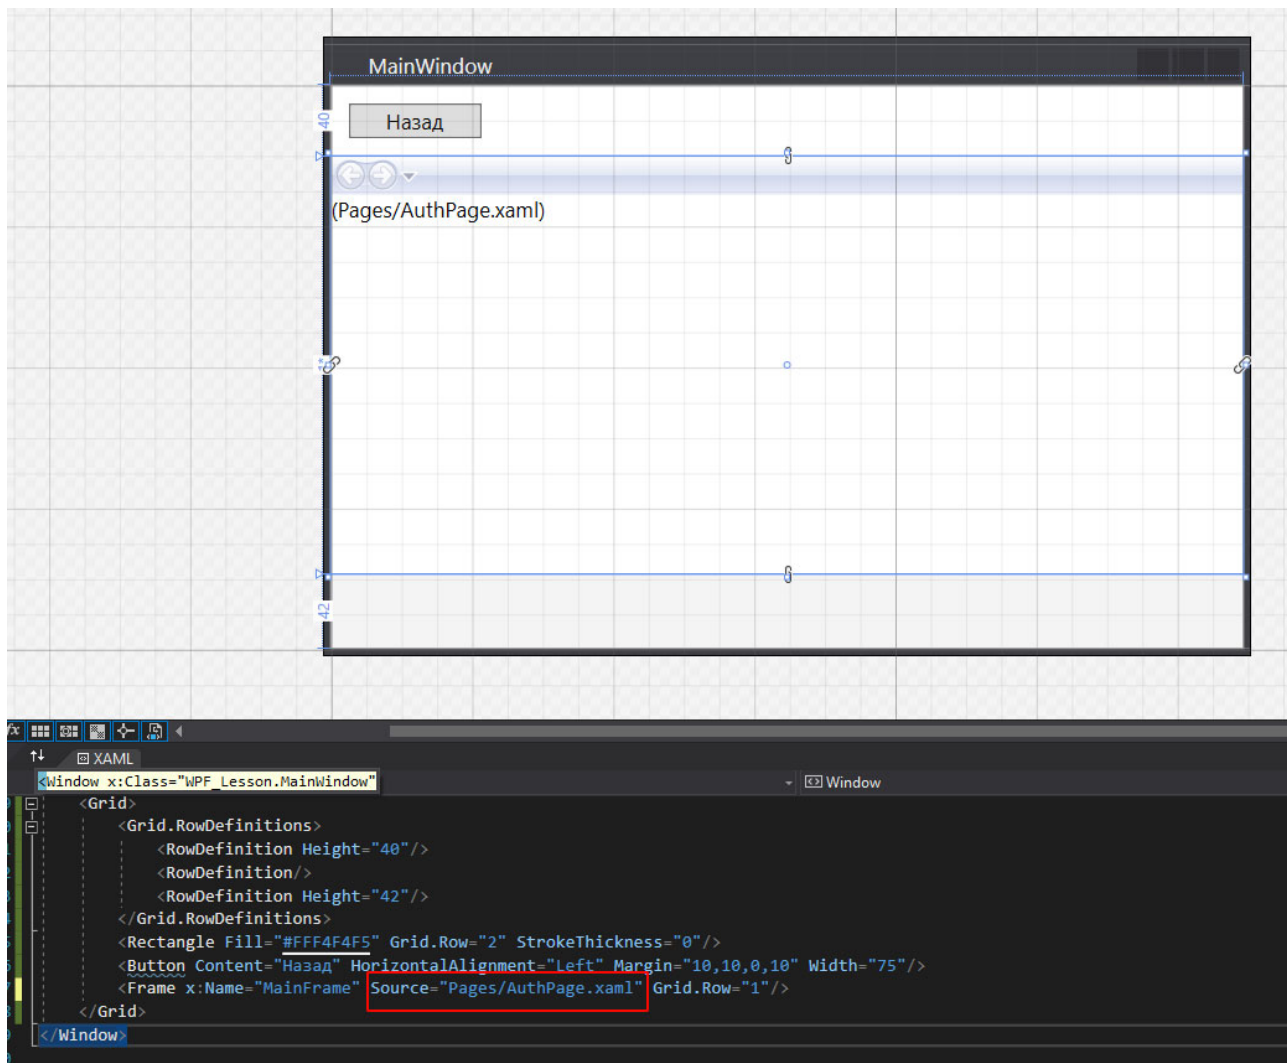 MainWindow
40
Назад
(Pages/AuthPage.xaml)
1*
42
fx
XAML
<Window x:Class="WPF_Lesson.MainWindow"
Window
<Grid>
<Grid.RowDefinitions>
<RowDefinition Height="40"/>
<RowDefinition/>
<RowDefinition Height="42"/>
</Grid.RowDefinitions>
<Rectangle Fill="#FFF4F4F5" Grid.Row="2" StrokeThickness="0"/>
<Button Content="Назад" HorizontalAlignment="Left" Margin="10,10,0,10" Width="75"/>
<Frame x:Name="MainFrame" Source="Pages/AuthPage.xaml" Grid.Row="1"/>
</Grid>
</Window>